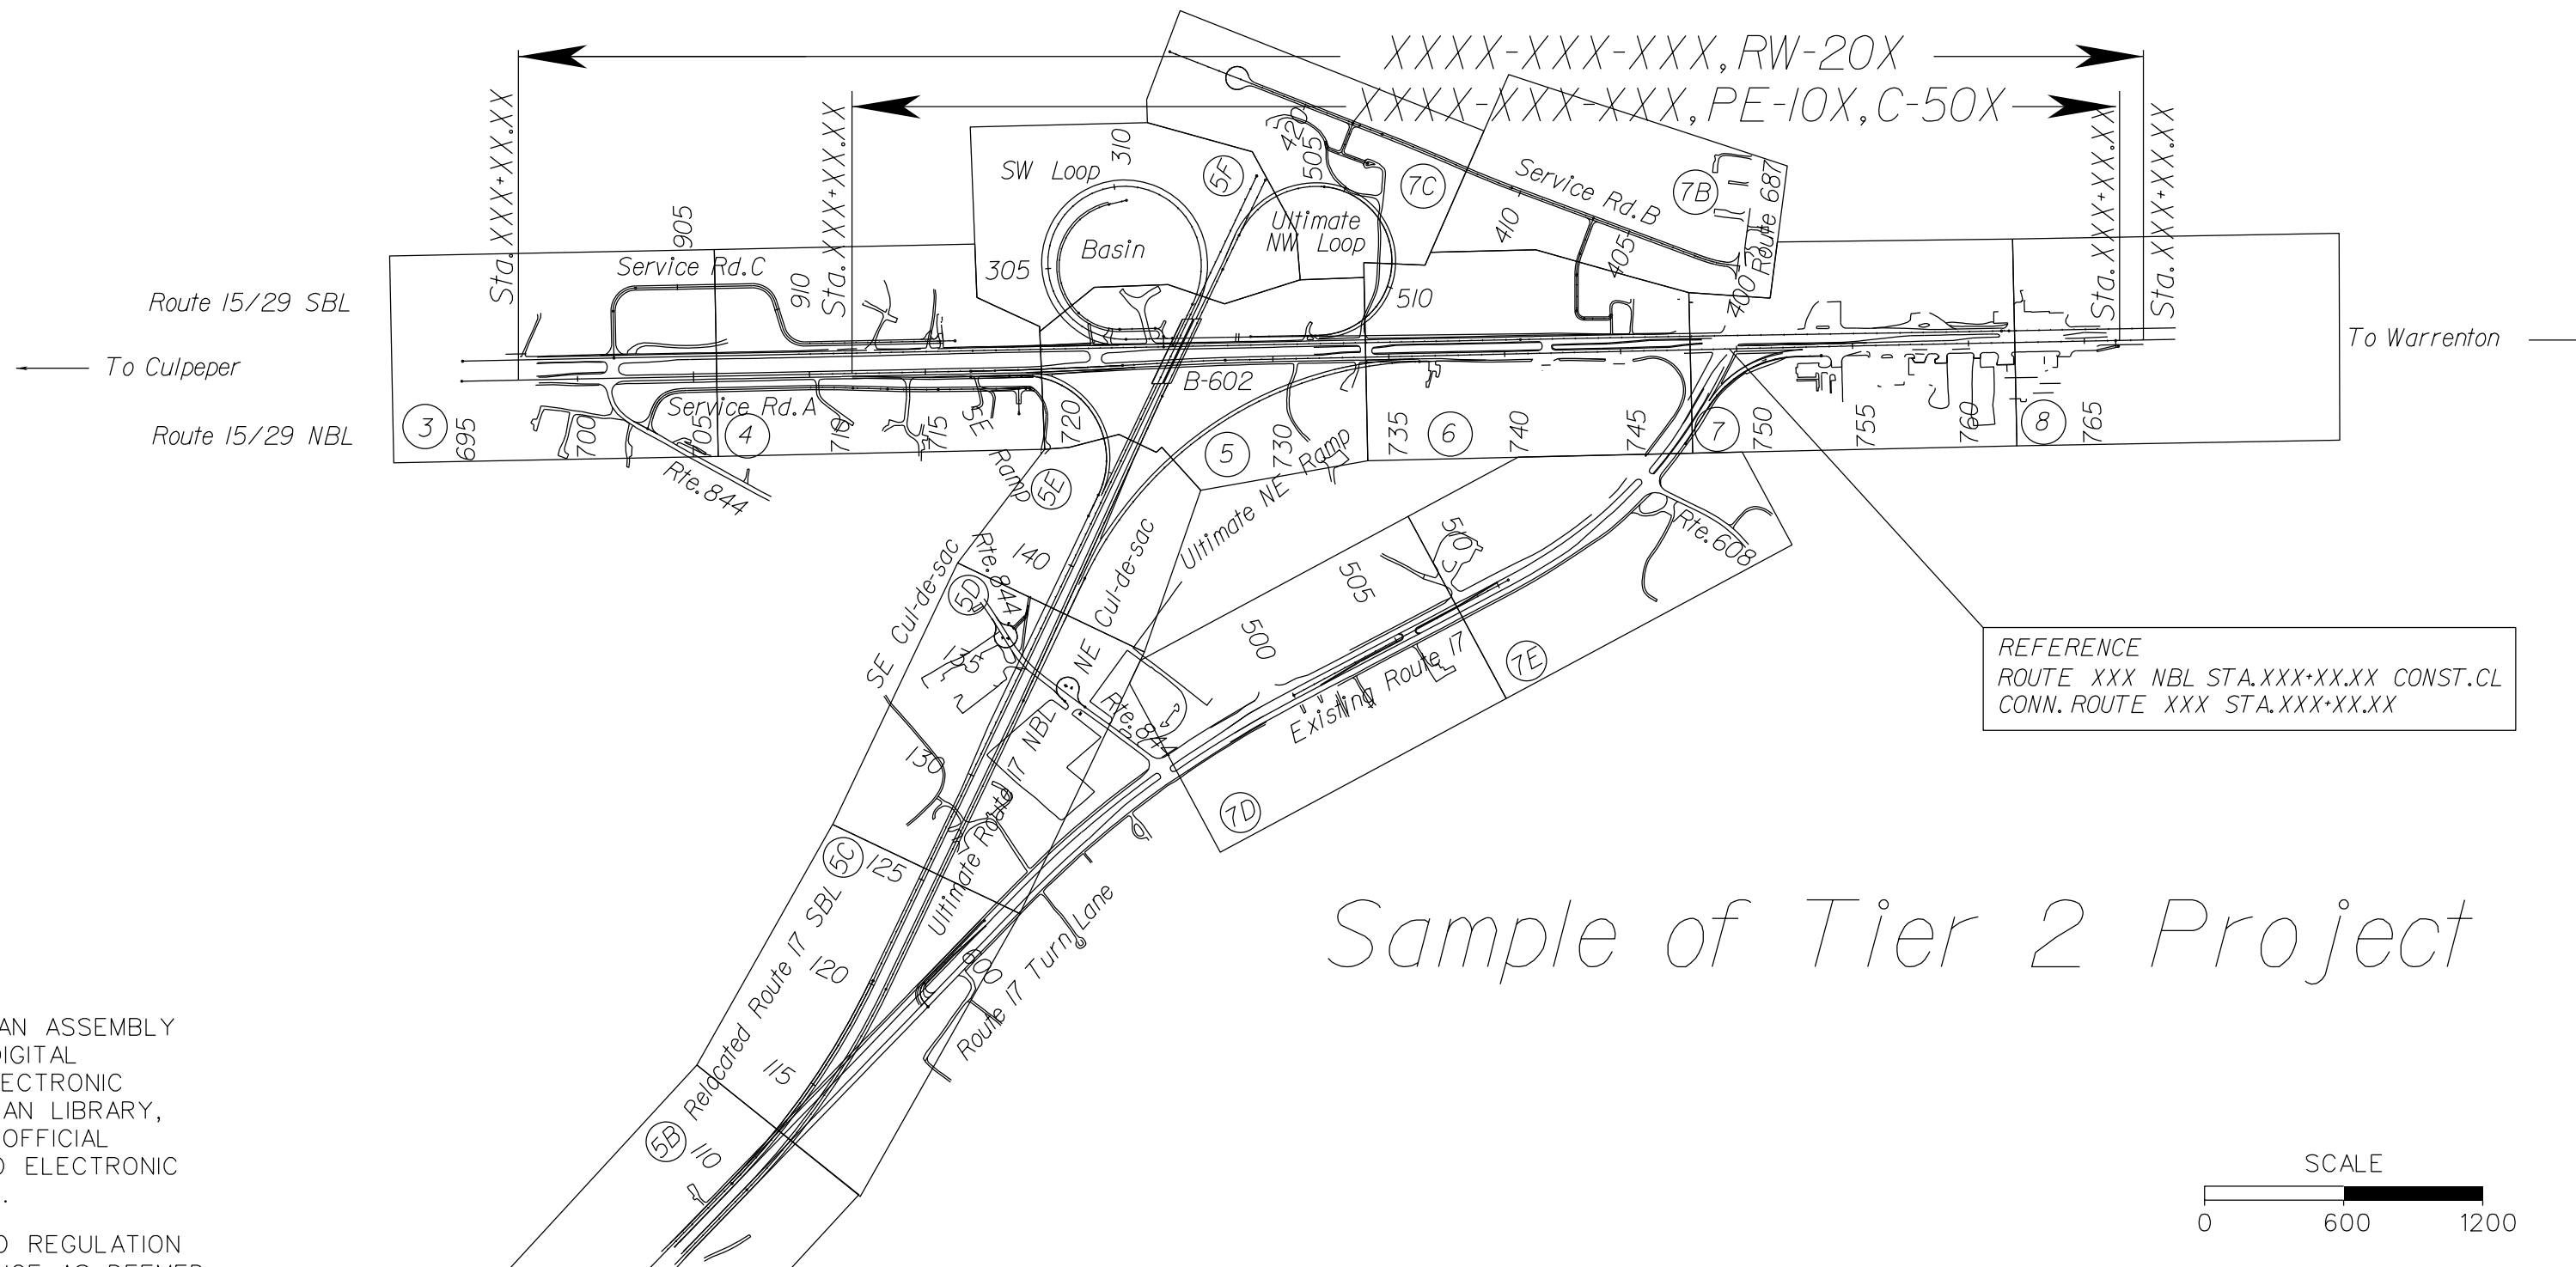 XXXX-XXX-XXX, RW-20X
XXXX-XXX-XXX, PE-10X, C-50X
Sta. XXX+XX.XX
Sta. XXX+XX.XX
Sta. XXX+XX.XX
Sta. XXX+XX.XX
SW Loop
310
5F
420
505
7C
Service Rd. B
7B
Route 687
905
Ultimate
NW Loop
Basin
410
405
400
305
510
Service Rd. C
910
Route 15/29 SBL
To Culpeper
To Warrenton
B-602
Service Rd. A
Route 15/29 NBL
3
695
700
705
4
710
715
SE Ramp
720
5
730
735
6
740
745
7
750
755
760
8
765
Rte. 844
5E
Ultimate NE Ramp
140
Rte. 844
5D
SE Cul-de-sac
NE Cul-de-sac
135
500
505
510
Rte. 608
7E
Existing Route 17
7D
Rte. 844
REFERENCE
ROUTE XXX NBL STA. XXX+XX.XX CONST. CL
CONN. ROUTE XXX STA. XXX+XX.XX
130
Ultimate Route 17 NBL
5C
125
Relocated Route 17 SBL
120
600
Route 17 Turn Lane
115
5B
110
Sample of Tier 2 Project
AN ASSEMBLY
DIGITAL
ECTRONIC
AN LIBRARY,
OFFICIAL
D ELECTRONIC
.
D REGULATION
SCALE
0 600 1200